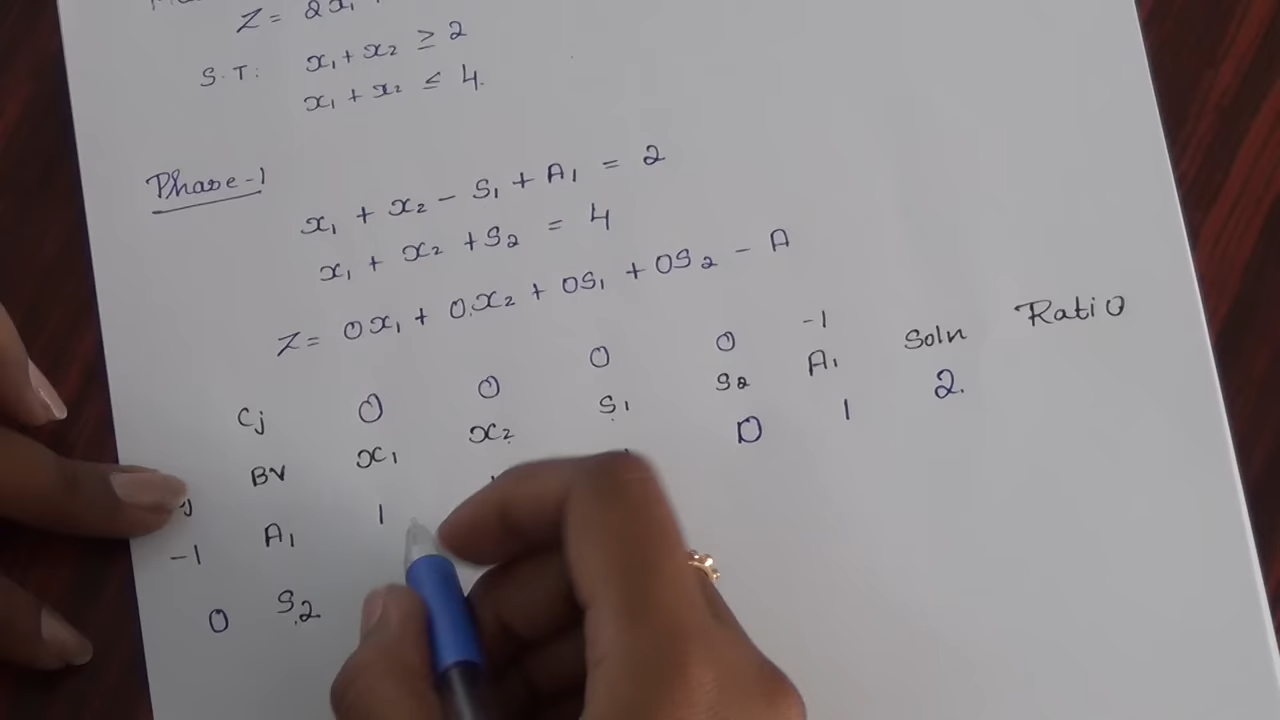 Z = 2x₁
S.T: x₁ + x₂ ≥ 2
x₁ + x₂ ≤ 4.
Phase-1
x₁ + x₂ - S₁ + A₁ = 2
x₁ + x₂ + S₂ = 4
Z = 0x₁ + 0.x₂ + 0S₁ + 0S₂ - A
Cj 0 0 0 0 -1
BV x₁ x₂ S₁ S₂ A₁ Soln Ratio
-1 A₁ 1 0 1 2.
0 S₂